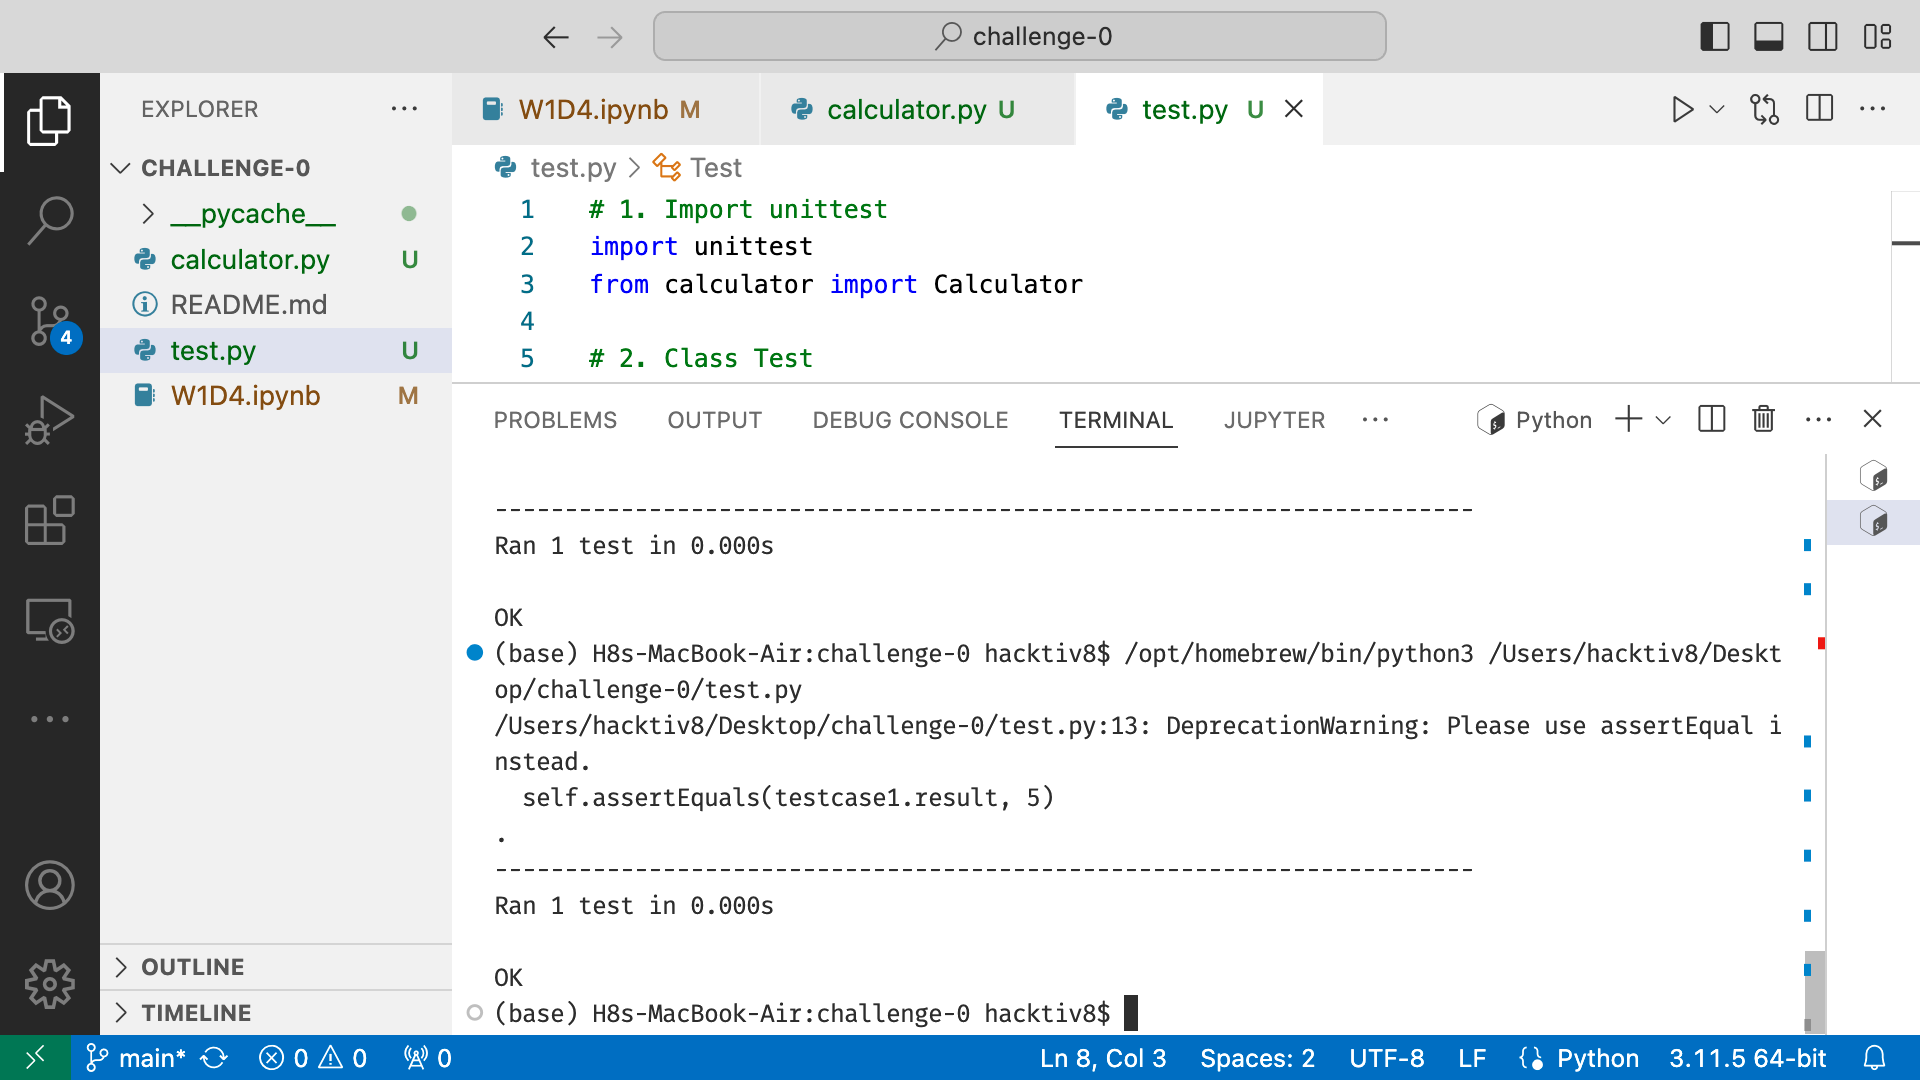 challenge-0
EXPLORER
CHALLENGE-0
__pycache__
calculator.py U
README.md
test.py U
W1D4.ipynb M
OUTLINE
TIMELINE
4
W1D4.ipynb M
calculator.py U
test.py U
test.py > Test
1 # 1. Import unittest
2 import unittest
3 from calculator import Calculator
4
5 # 2. Class Test
PROBLEMS OUTPUT DEBUG CONSOLE TERMINAL JUPYTER Python
----------------------------------------------------------------------
Ran 1 test in 0.000s
OK
(base) H8s-MacBook-Air:challenge-0 hacktiv8$ /opt/homebrew/bin/python3 /Users/hacktiv8/Deskt
op/challenge-0/test.py
/Users/hacktiv8/Desktop/challenge-0/test.py:13: DeprecationWarning: Please use assertEqual i
nstead.
  self.assertEquals(testcase1.result, 5)
.
----------------------------------------------------------------------
Ran 1 test in 0.000s
OK
(base) H8s-MacBook-Air:challenge-0 hacktiv8$
main* 0 0 0 Ln 8, Col 3 Spaces: 2 UTF-8 LF Python 3.11.5 64-bit